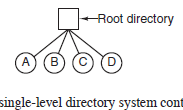 Root directory
A B C D
single-level directory system cont